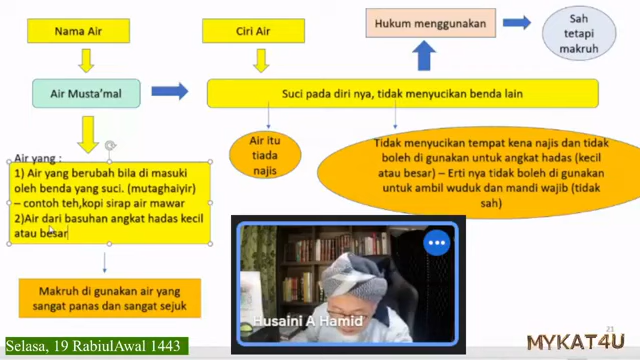 Nama Air
Ciri Air
Hukum menggunakan
Sah
tetapi
makruh
Air Musta’mal
Suci pada diri nya, tidak menyucikan benda lain
Air yang :
1) Air yang berubah bila di masuki
oleh benda yang suci. (mutaghaiyir)
– contoh teh,kopi sirap air mawar
2)Air dari basuhan angkat hadas kecil
atau besar
Air itu
tiada
najis
Tidak menyucikan tempat kena najis dan tidak
boleh di gunakan untuk angkat hadas (kecil
atau besar) – Erti nya tidak boleh di gunakan
untuk ambil wuduk dan mandi wajib (tidak
sah)
Makruh di gunakan air yang
sangat panas dan sangat sejuk
Husaini A Hamid
21
MYKAT4U
Selasa, 19 RabiulAwal 1443